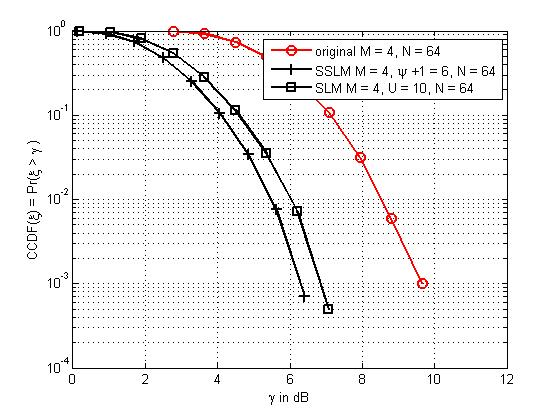 10^0
10^-1
10^-2
10^-3
10^-4
CCDF(ξ) = Pr(ξ > γ )
original M = 4, N = 64
SSLM M = 4, ψ +1 = 6, N = 64
SLM M = 4, U = 10, N = 64
0 2 4 6 8 10 12
γ in dB